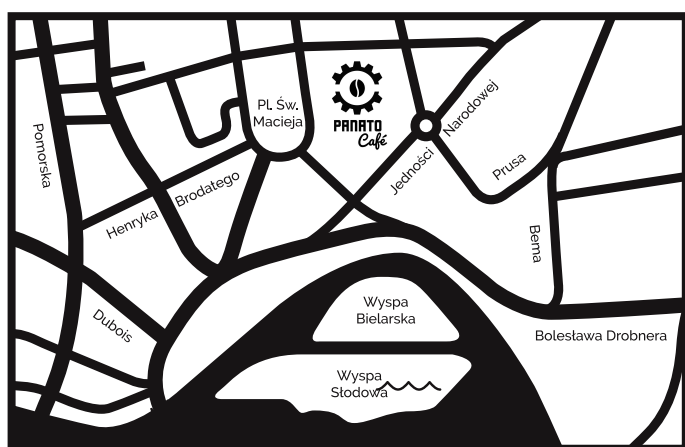 Pl. Św.
Macieja
PANATO
Café
Narodowej
Jedności
Prusa
Pomorska
Henryka
Brodatego
Bema
Dubois
Wyspa
Bielarska
Bolesława Drobnera
Wyspa
Słodowa